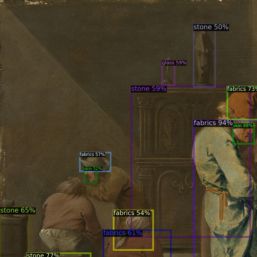 stone 50%
glass 59%
stone 59%
fabrics 73%
fabrics 94%
fabrics 57%
stone 65%
fabrics 54%
fabrics 61%
stone 77%